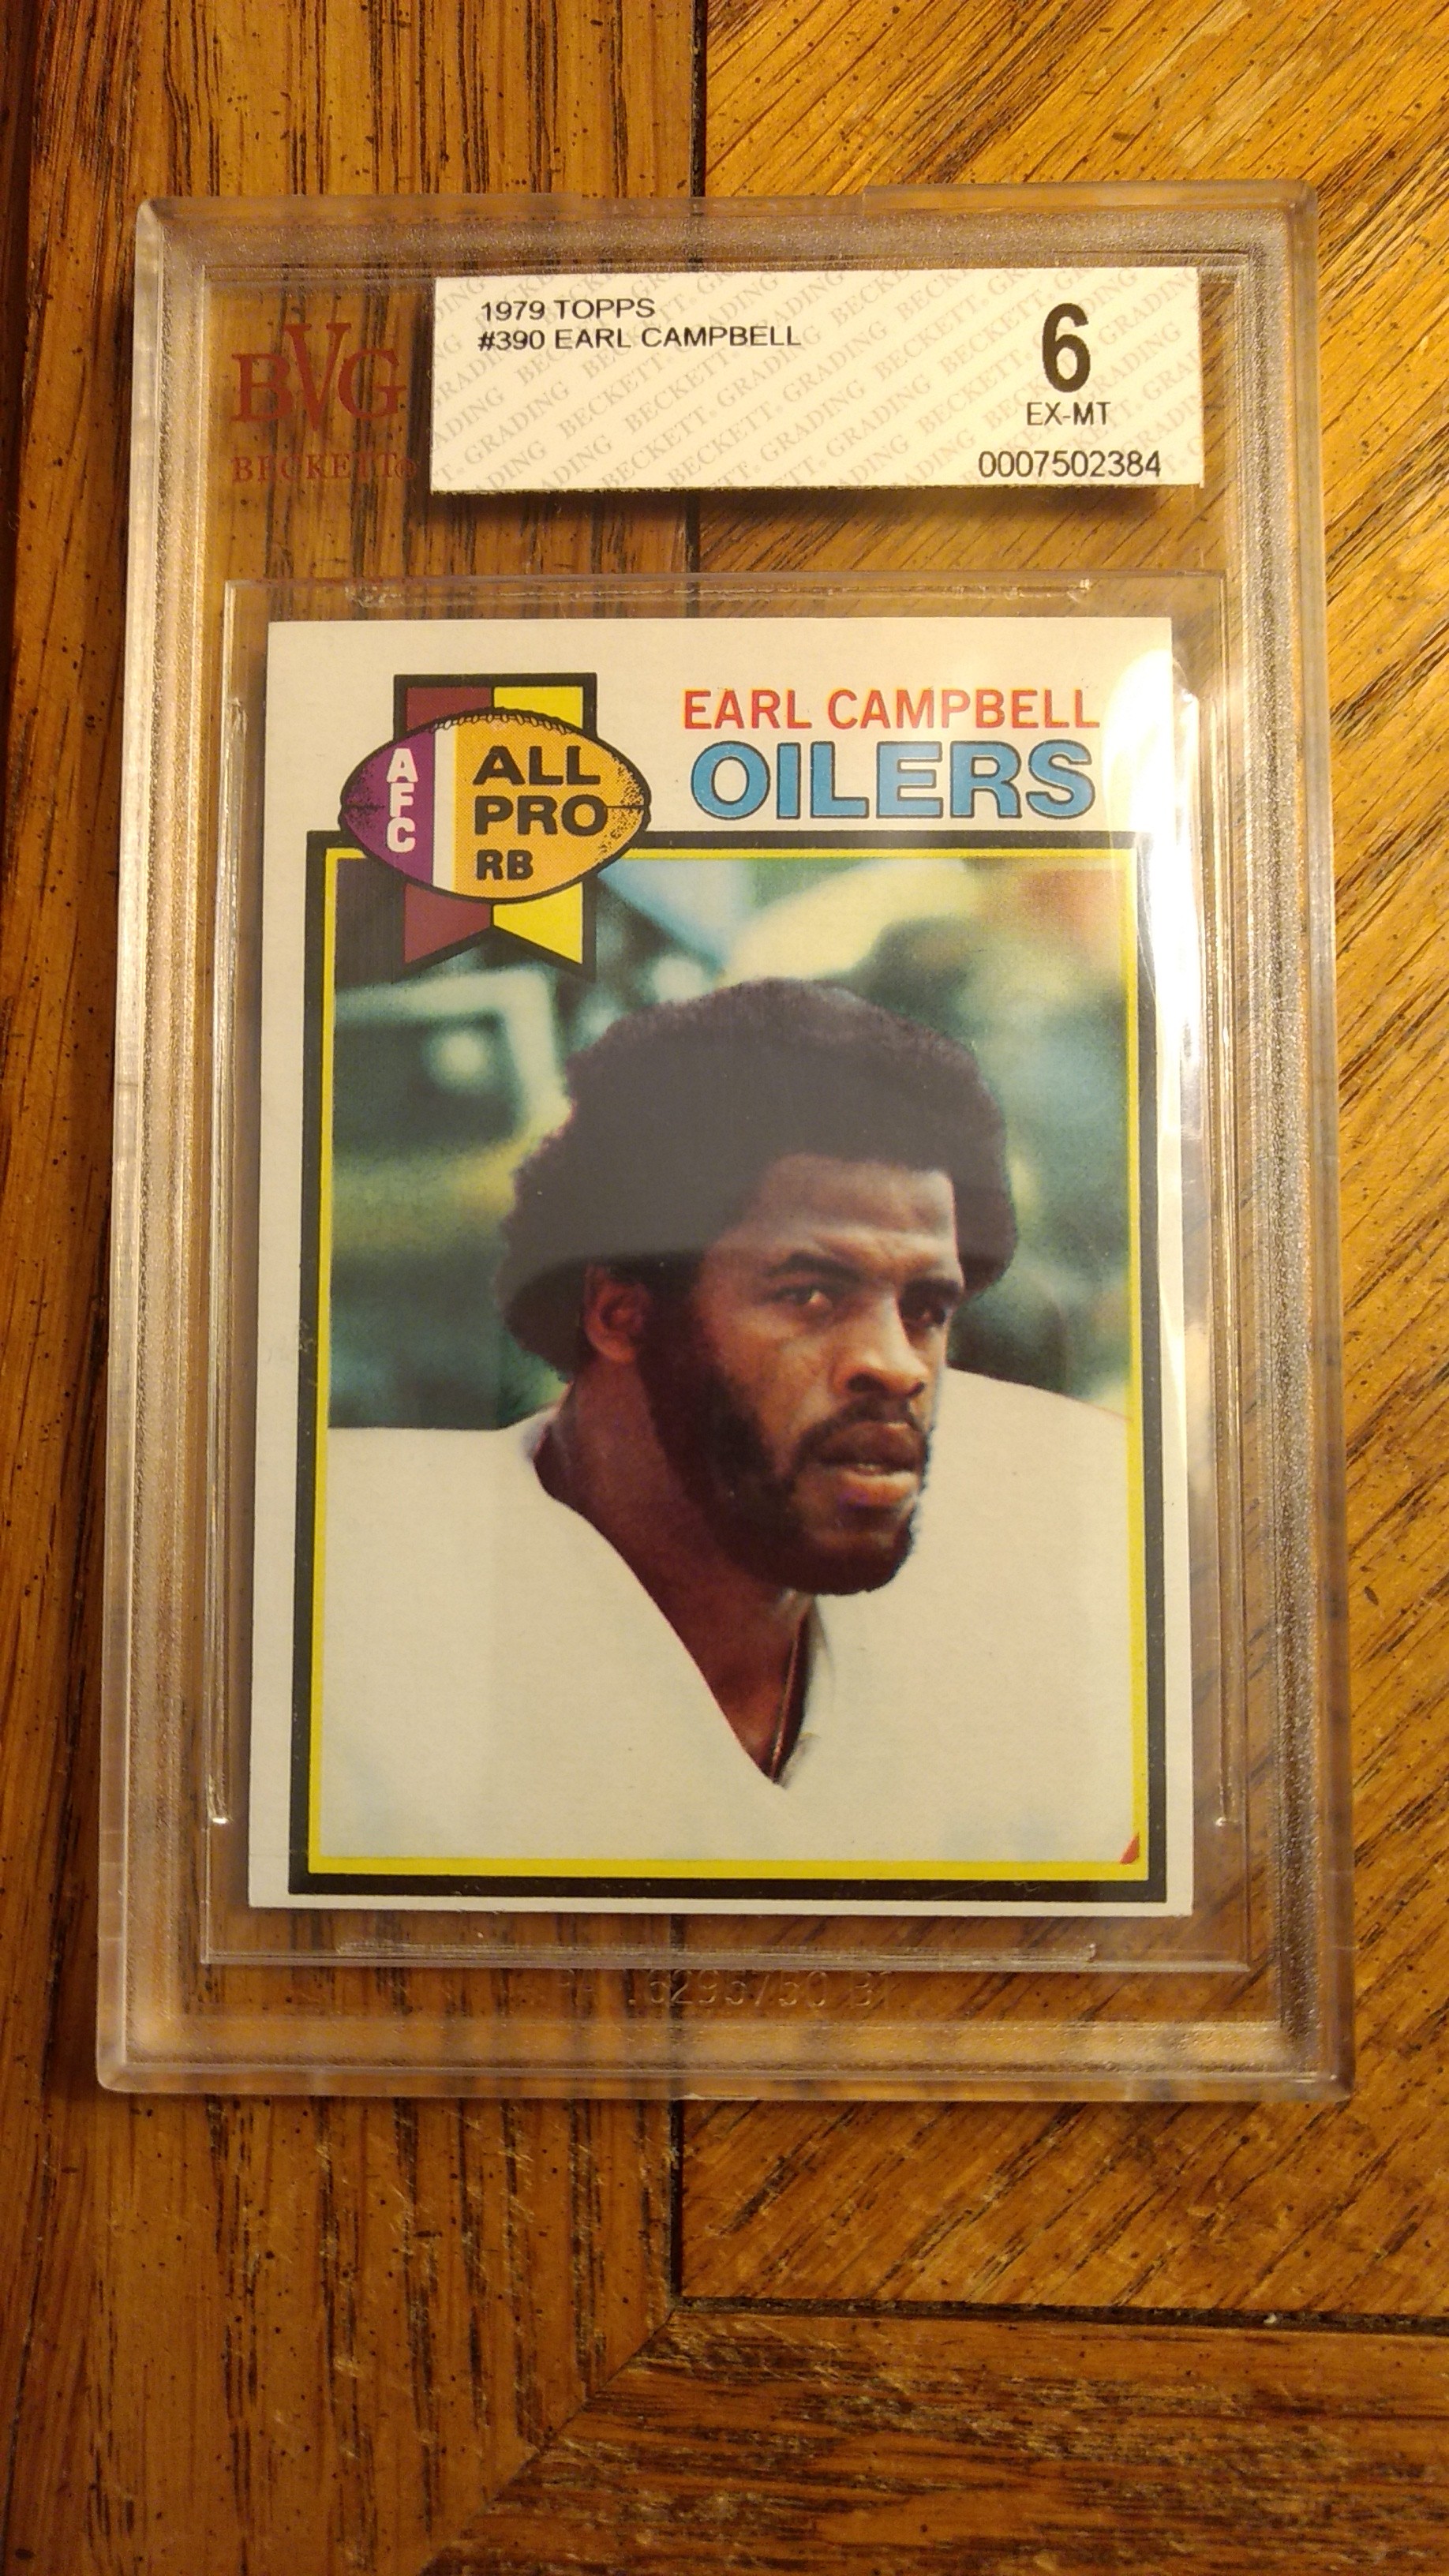 BVG
BECKETT®
1979 TOPPS
#390 EARL CAMPBELL
6
EX-MT
0007502384
EARL CAMPBELL
OILERS
AFC
ALL
PRO
RB